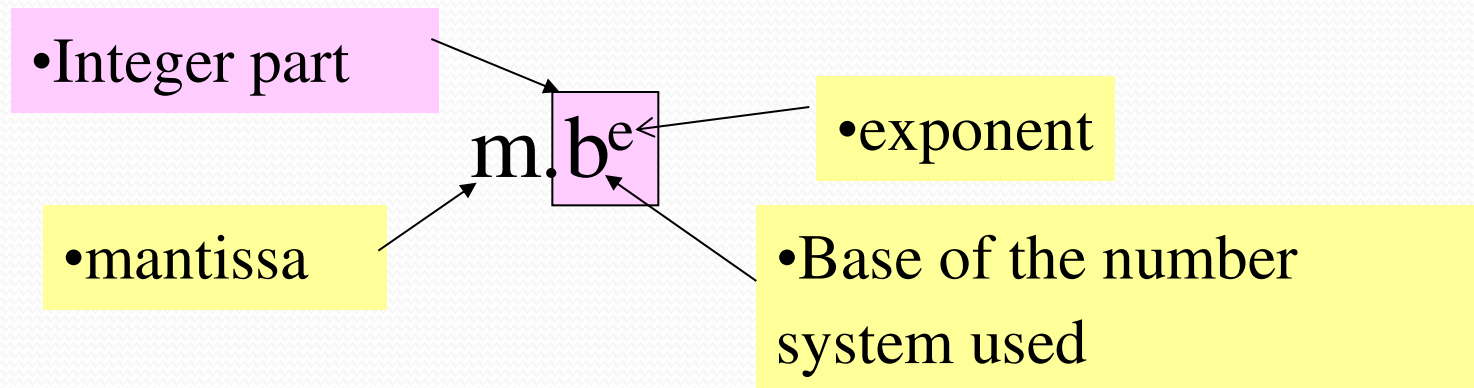 •Integer part
•exponent
m.bᵉ
•mantissa
•Base of the number
system used